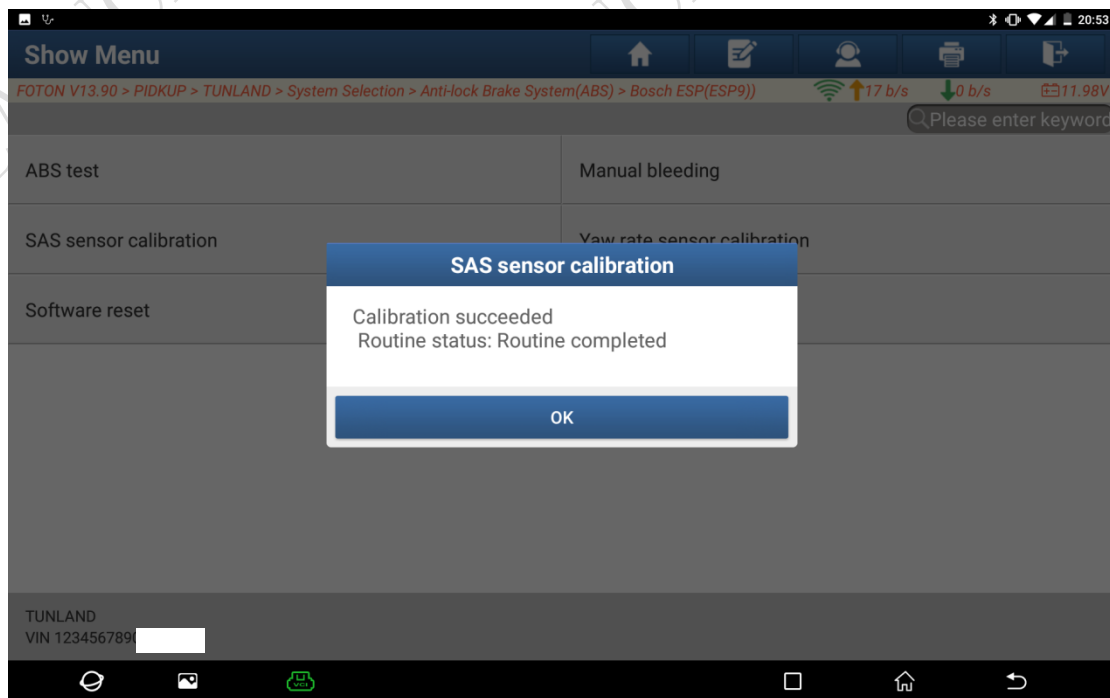 20:53
Show Menu
FOTON V13.90 > PIDKUP > TUNLAND > System Selection > Anti-lock Brake System(ABS) > Bosch ESP(ESP9))
17 b/s
0 b/s
11.98V
Please enter keyword
ABS test
Manual bleeding
SAS sensor calibration
Yaw rate sensor calibration
Software reset
SAS sensor calibration
Calibration succeeded
Routine status: Routine completed
OK
TUNLAND
VIN 1234567890
VCI